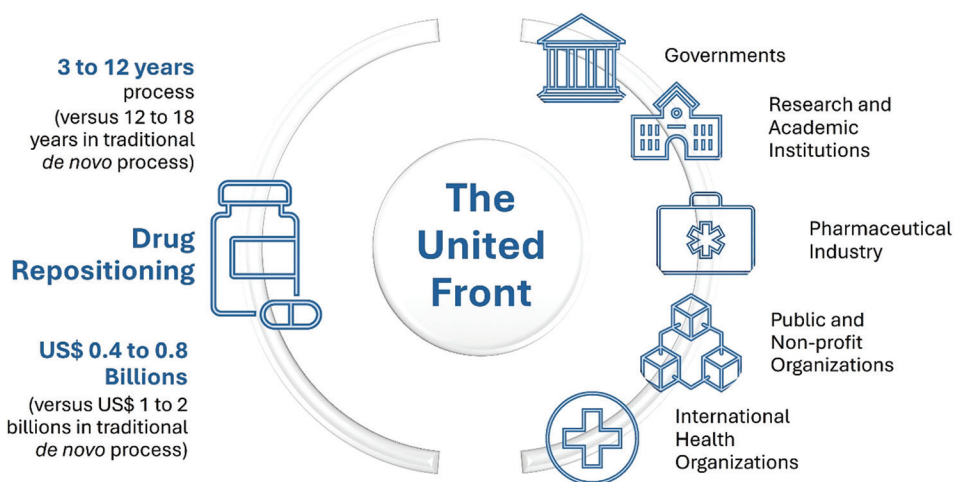 3 to 12 years
process
(versus 12 to 18
years in traditional
de novo process)
Drug
Repositioning
US$ 0.4 to 0.8
Billions
(versus US$ 1 to 2
billions in traditional
de novo process)
The
United
Front
Governments
Research and
Academic
Institutions
Pharmaceutical
Industry
Public and
Non-profit
Organizations
International
Health
Organizations